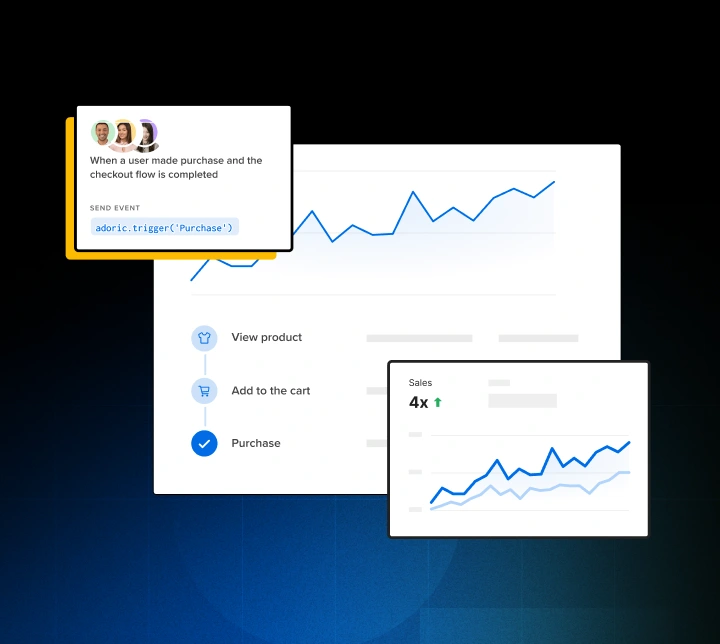 When a user made purchase and the
checkout flow is completed
SEND EVENT
adoric.trigger('Purchase')
View product
Add to the cart
Purchase
Sales
4x